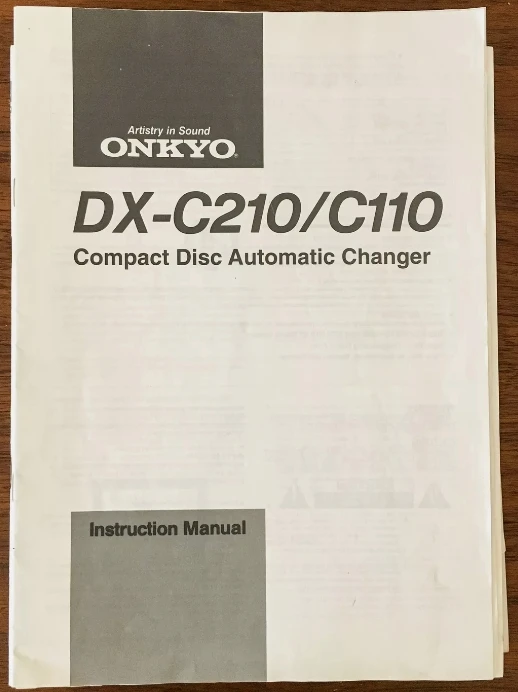 Artistry in Sound
ONKYO®
DX-C210/C110
Compact Disc Automatic Changer
Instruction Manual